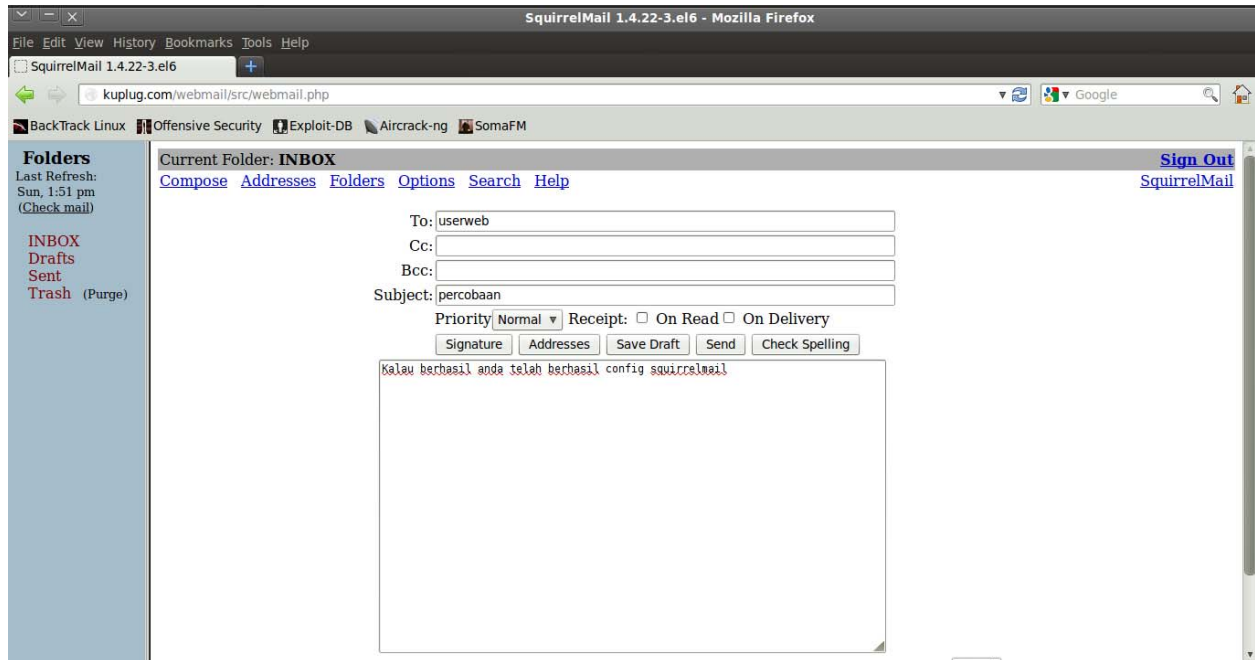 SquirrelMail 1.4.22-3.el6 - Mozilla Firefox
File Edit View History Bookmarks Tools Help
SquirrelMail 1.4.22-3.el6
kuplug.com/webmail/src/webmail.php
Google
BackTrack Linux Offensive Security Exploit-DB Aircrack-ng SomaFM
Folders
Last Refresh:
Sun, 1:51 pm
(Check mail)
INBOX
Drafts
Sent
Trash (Purge)
Current Folder: INBOX Sign Out
Compose Addresses Folders Options Search Help SquirrelMail
To: userweb
Cc:
Bcc:
Subject: percobaan
Priority Normal Receipt: On Read On Delivery
Signature Addresses Save Draft Send Check Spelling
Kalau berhasil anda telah berhasil config squirrelmail